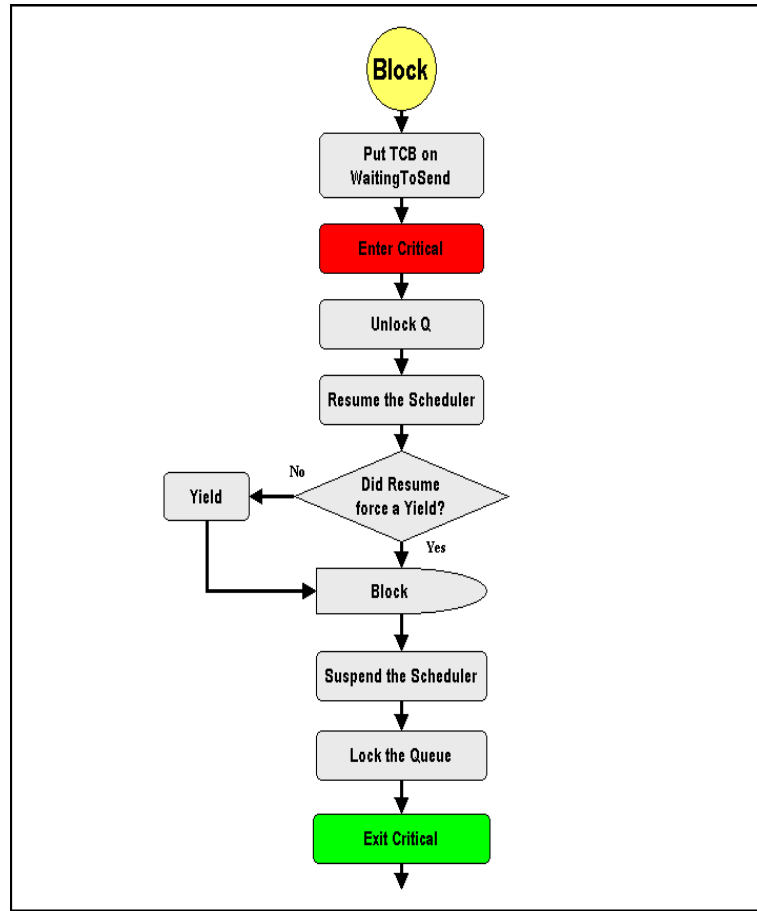 Block
Put TCB on
WaitingToSend
Enter Critical
Unlock Q
Resume the Scheduler
No
Did Resume
force a Yield?
Yield
Yes
Block
Suspend the Scheduler
Lock the Queue
Exit Critical